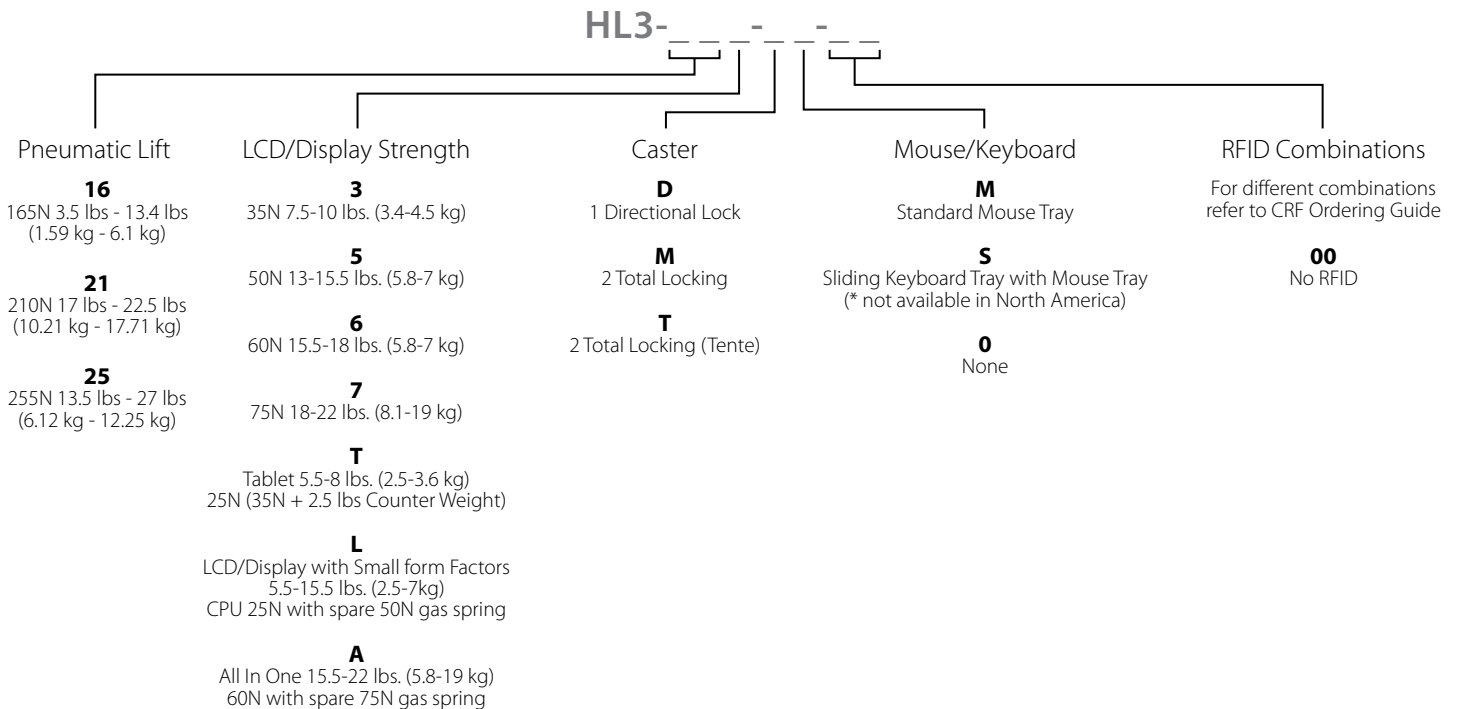 HL3-_ _ _-_ _-_ _
Pneumatic Lift
16
165N 3.5 lbs - 13.4 lbs
(1.59 kg - 6.1 kg)
21
210N 17 lbs - 22.5 lbs
(10.21 kg - 17.71 kg)
25
255N 13.5 lbs - 27 lbs
(6.12 kg - 12.25 kg)
LCD/Display Strength
3
35N 7.5-10 lbs. (3.4-4.5 kg)
5
50N 13-15.5 lbs. (5.8-7 kg)
6
60N 15.5-18 lbs. (5.8-7 kg)
7
75N 18-22 lbs. (8.1-19 kg)
T
Tablet 5.5-8 lbs. (2.5-3.6 kg)
25N (35N + 2.5 lbs Counter Weight)
L
LCD/Display with Small form Factors
5.5-15.5 lbs. (2.5-7kg)
CPU 25N with spare 50N gas spring
A
All In One 15.5-22 lbs. (5.8-19 kg)
60N with spare 75N gas spring
Caster
D
1 Directional Lock
M
2 Total Locking
T
2 Total Locking (Tente)
Mouse/Keyboard
M
Standard Mouse Tray
S
Sliding Keyboard Tray with Mouse Tray
(* not available in North America)
0
None
RFID Combinations
For different combinations
refer to CRF Ordering Guide
00
No RFID